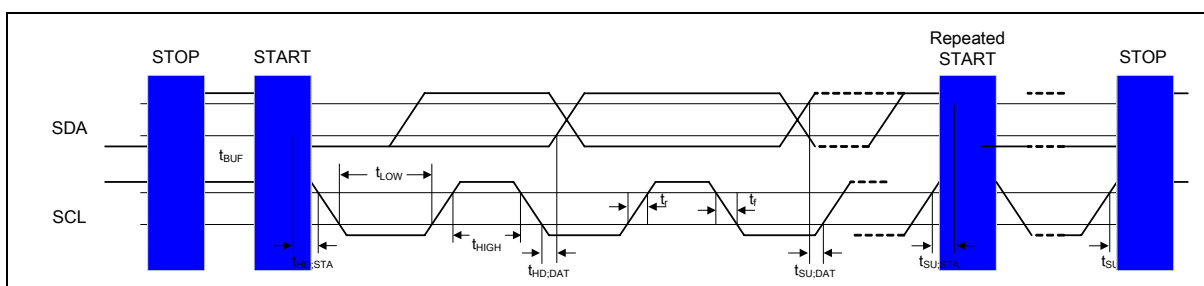 STOP
START
Repeated
START
STOP
SDA
SCL
tBUF
tLOW
tHIGH
tHD;STA
tHD;DAT
tr
tf
tSU;DAT
tSU;STA
tSU